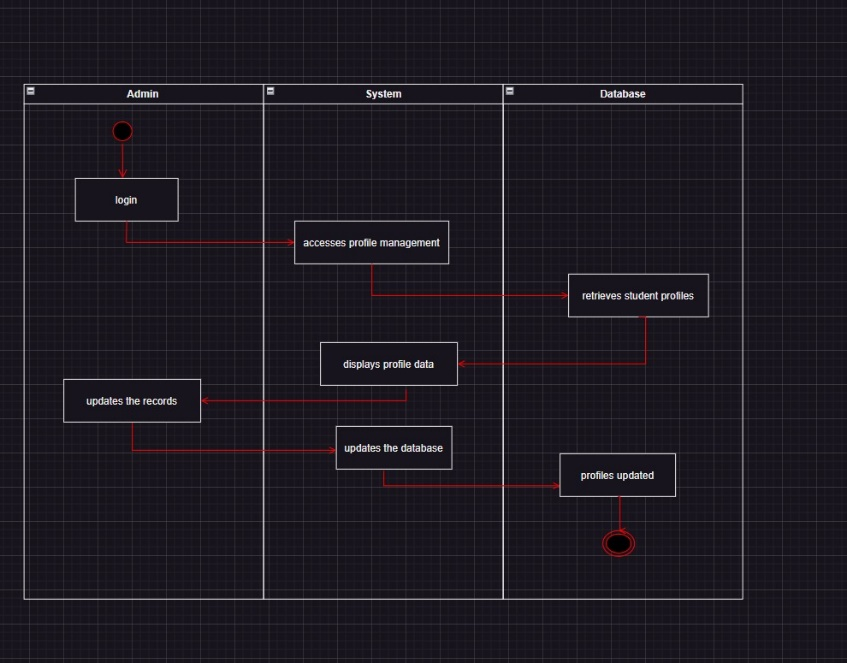 Admin
System
Database
login
accesses profile management
retrieves student profiles
displays profile data
updates the records
updates the database
profiles updated